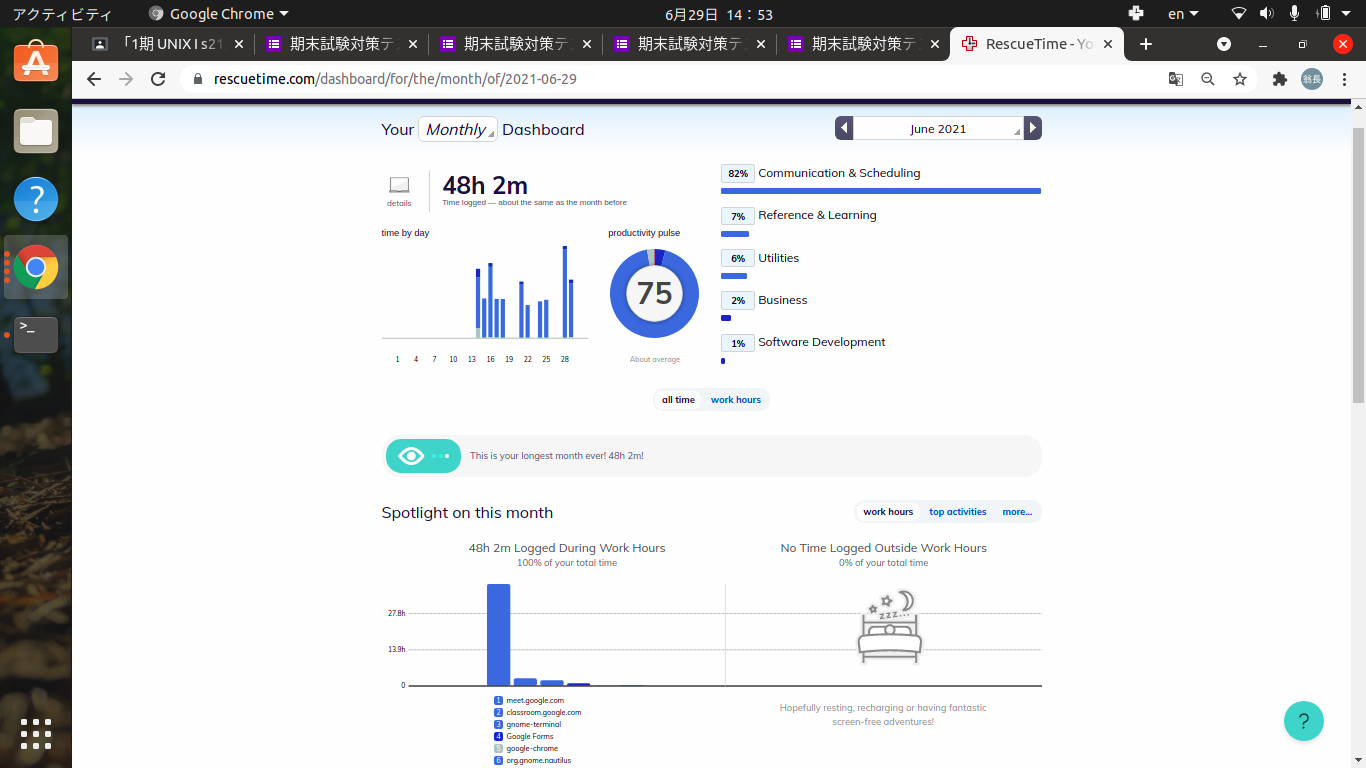 アクティビティ
Google Chrome
6月29日 14：53
en
「1期 UNIX I s21
期末試験対策テ
期末試験対策テ
期末試験対策テ
期末試験対策テ
RescueTime - Yo
rescuetime.com/dashboard/for/the/month/of/2021-06-29
翁長
Your Monthly Dashboard
June 2021
details
48h 2m
Time logged — about the same as the month before
time by day
1 4 7 10 13 16 19 22 25 28
productivity pulse
75
About average
82% Communication & Scheduling
7% Reference & Learning
6% Utilities
2% Business
1% Software Development
all time
work hours
This is your longest month ever! 48h 2m!
Spotlight on this month
work hours
top activities
more...
48h 2m Logged During Work Hours
100% of your total time
27.8h
13.9h
0
1 meet.google.com
2 classroom.google.com
3 gnome-terminal
4 Google Forms
5 google-chrome
6 org.gnome.nautilus
No Time Logged Outside Work Hours
0% of your total time
zzz...
Hopefully resting, recharging or having fantastic
screen-free adventures!
?